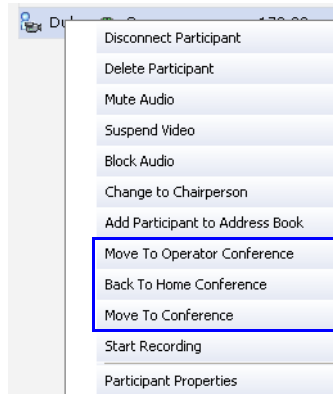 Disconnect Participant
Delete Participant
Mute Audio
Suspend Video
Block Audio
Change to Chairperson
Add Participant to Address Book
Move To Operator Conference
Back To Home Conference
Move To Conference
Start Recording
Participant Properties